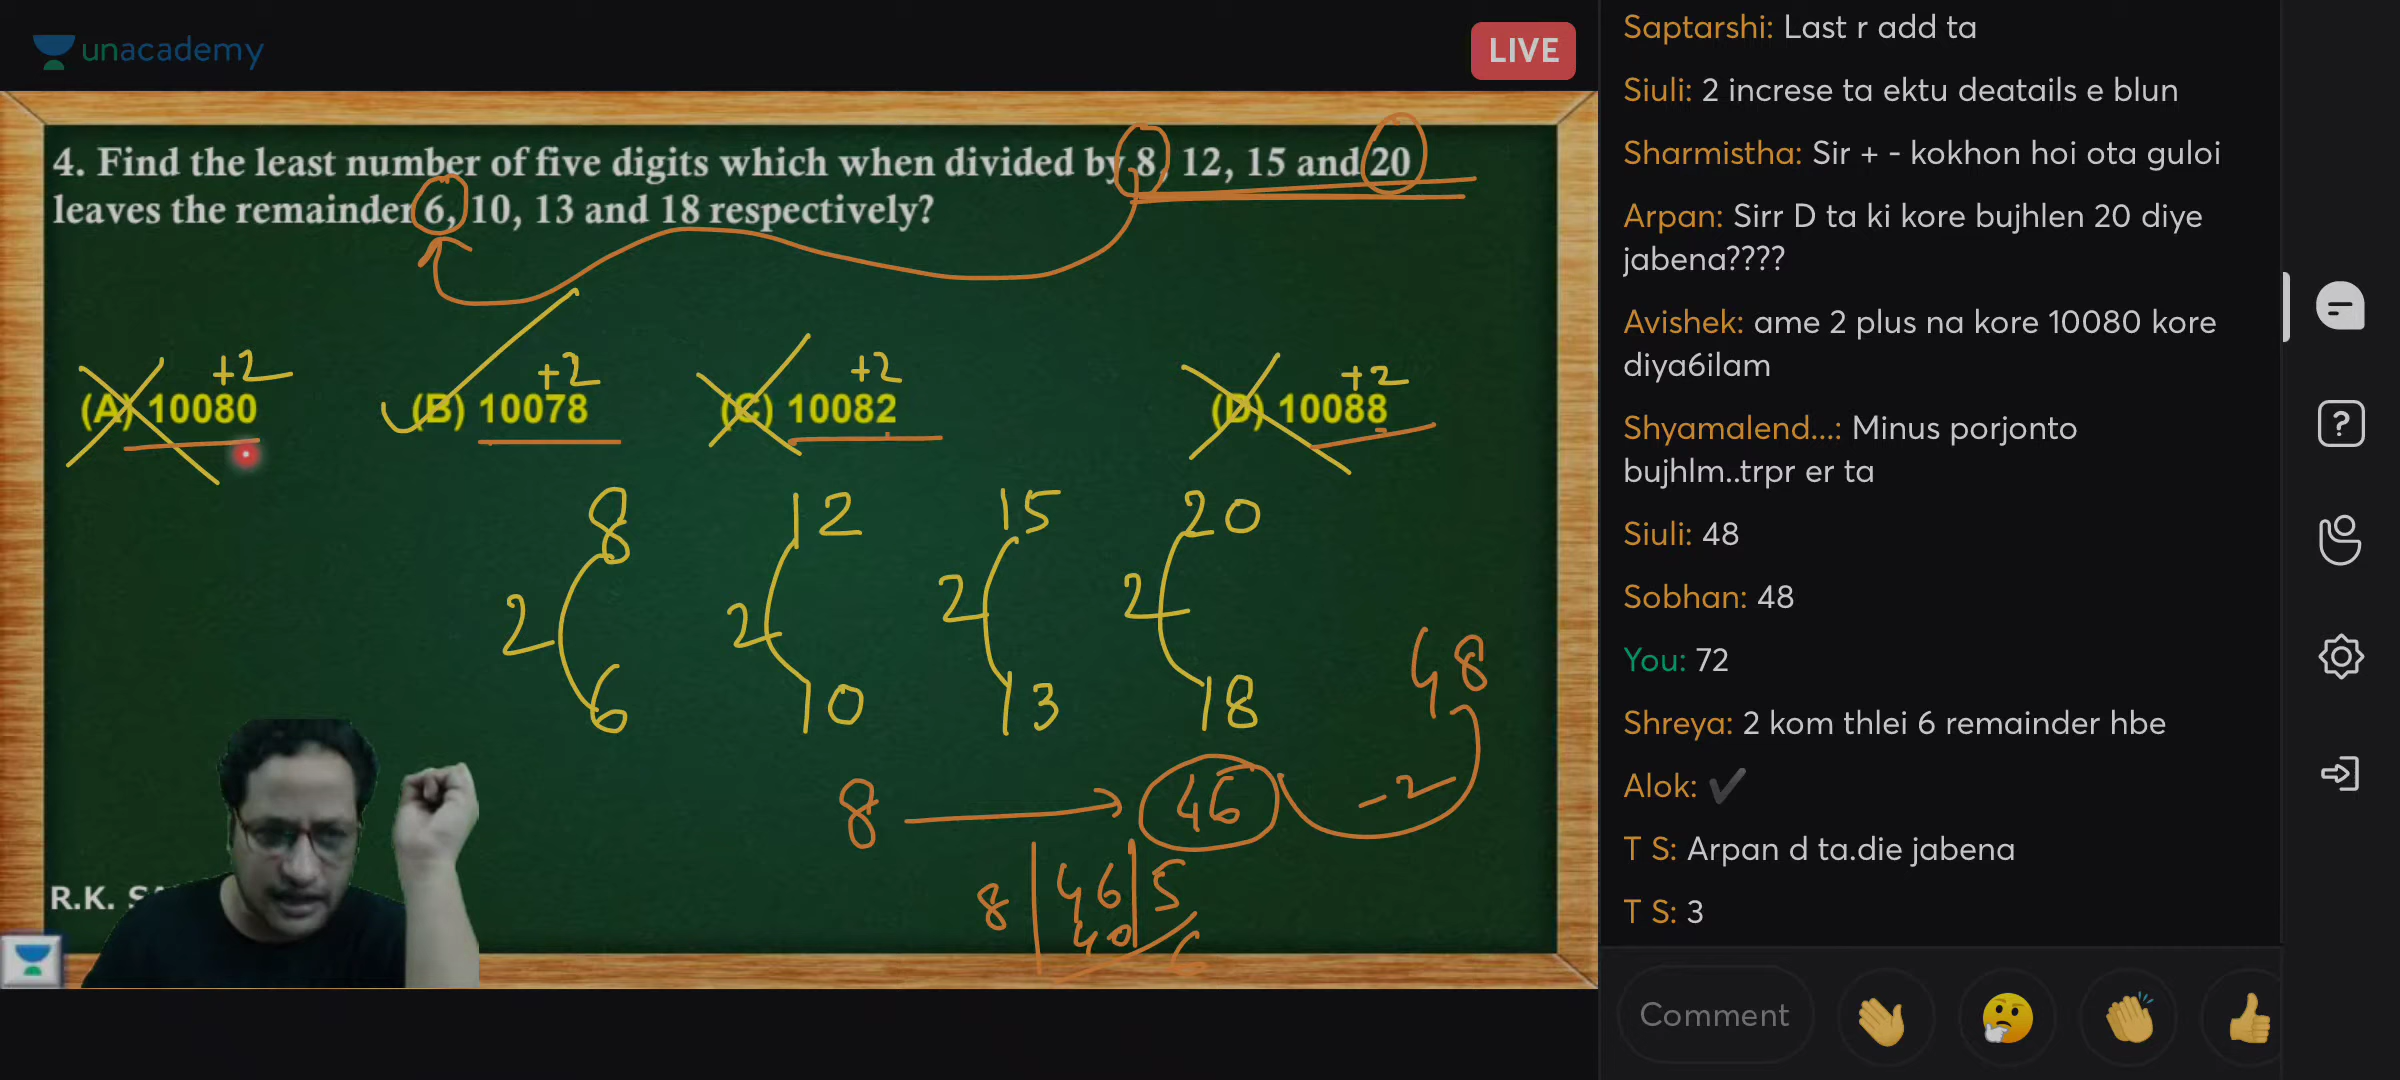 unacademy
LIVE
4. Find the least number of five digits which when divided by 8, 12, 15 and 20
leaves the remainder 6, 10, 13 and 18 respectively?
+2 +2 +2 +2
(A) 10080 (B) 10078 (C) 10082 (D) 10088
8 12 15 20
2 2 2 2
6 10 13 18
48
8 46 -2
8 46 5
40
6
R.K.
Saptarshi: Last r add ta
Siuli: 2 increse ta ektu deatails e blun
Sharmistha: Sir + - kokhon hoi ota guloi
Arpan: Sirr D ta ki kore bujhlen 20 diye
jabena????
Avishek: ame 2 plus na kore 10080 kore
diya6ilam
Shyamalend...: Minus porjonto
bujhlm..trpr er ta
Siuli: 48
Sobhan: 48
You: 72
Shreya: 2 kom thlei 6 remainder hbe
Alok: ✔
T S: Arpan d ta.die jabena
T S: 3
Comment